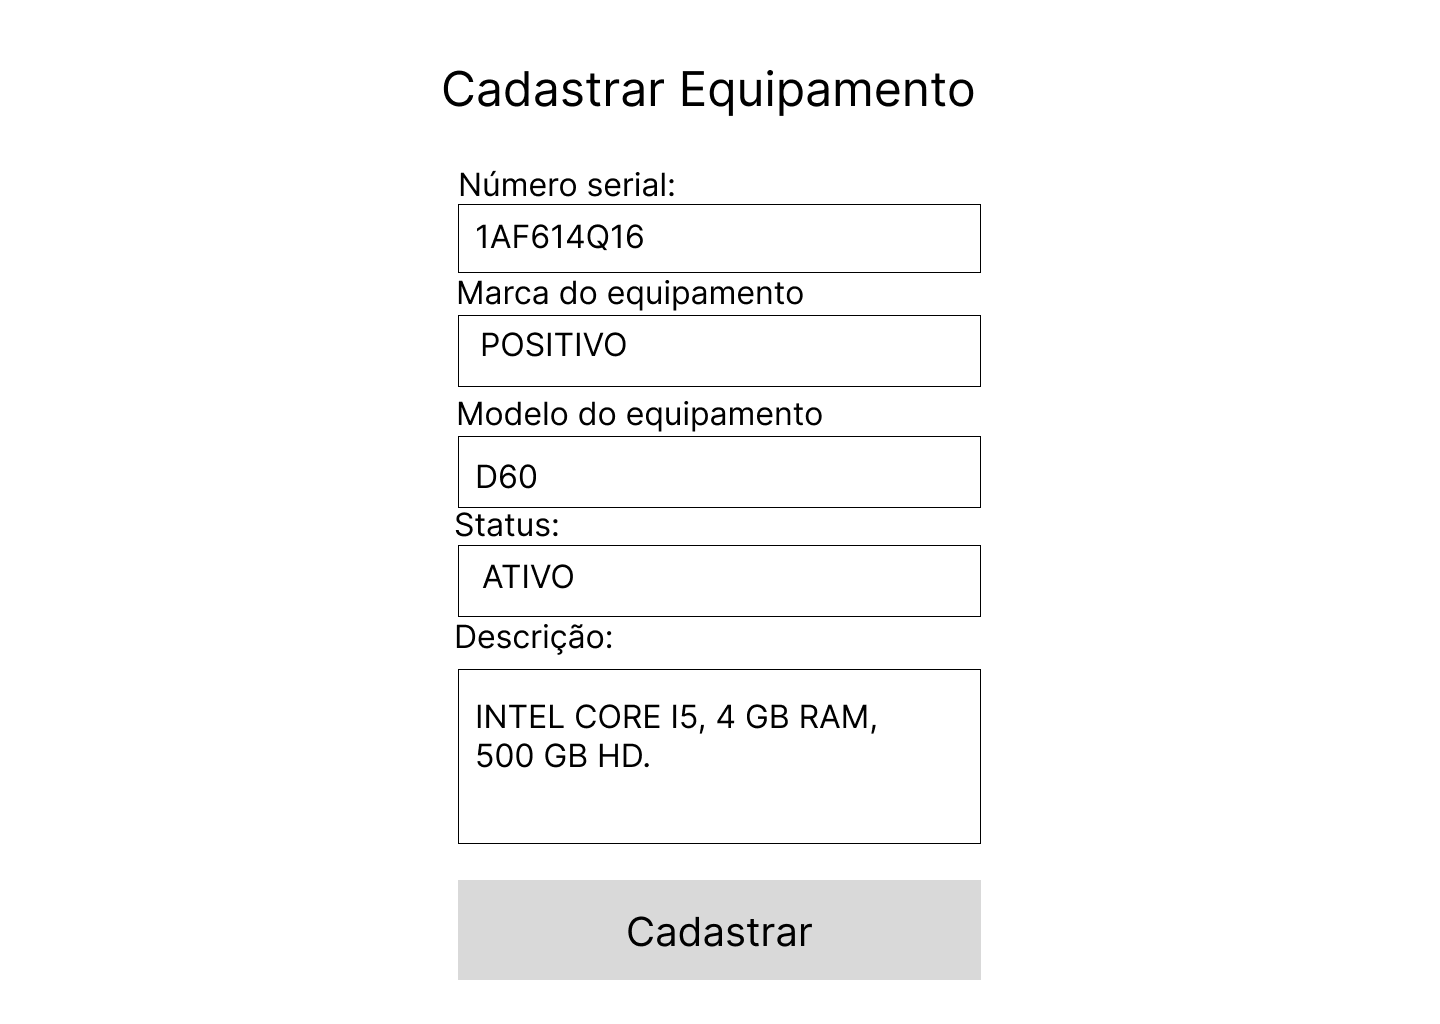 Cadastrar Equipamento
Número serial:
1AF614Q16
Marca do equipamento
POSITIVO
Modelo do equipamento
D60
Status:
ATIVO
Descrição:
INTEL CORE I5, 4 GB RAM,
500 GB HD.
Cadastrar